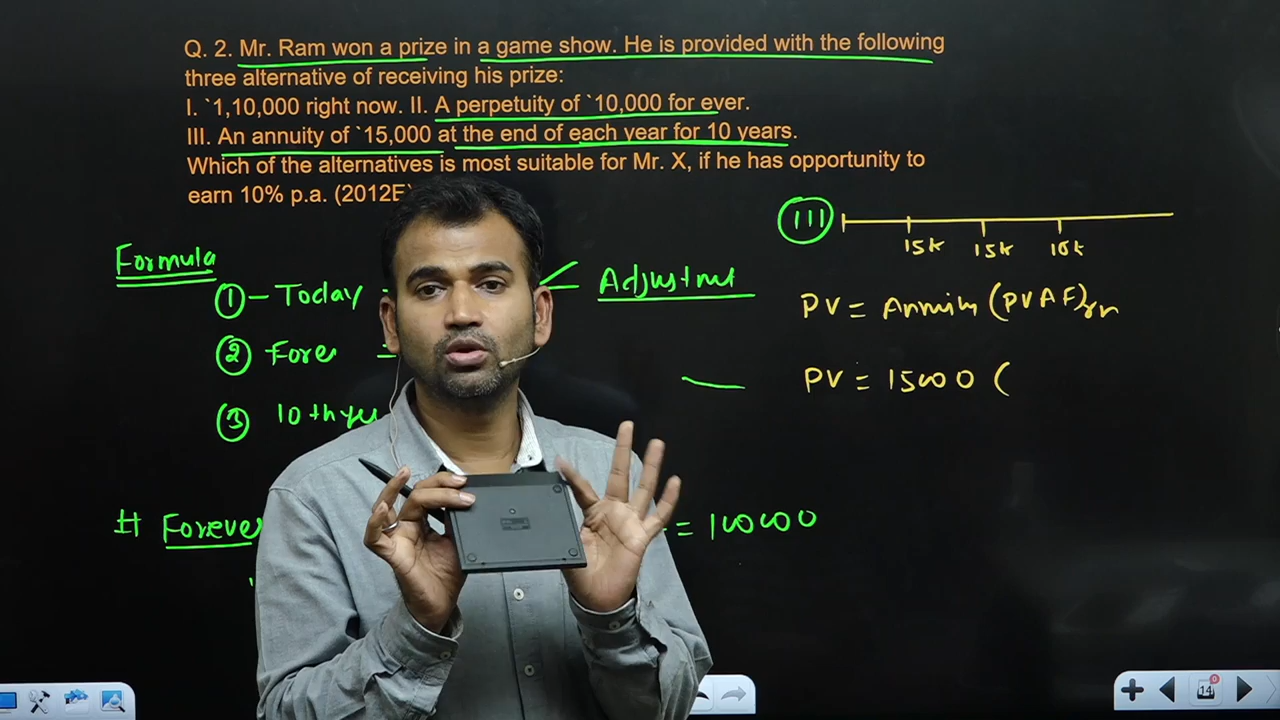 Q. 2. Mr. Ram won a prize in a game show. He is provided with the following
three alternative of receiving his prize:
I. `1,10,000 right now. II. A perpetuity of `10,000 for ever.
III. An annuity of `15,000 at the end of each year for 10 years.
Which of the alternatives is most suitable for Mr. X, if he has opportunity to
earn 10% p.a. (2012E)
III
15k 15k
Formula
① - Today = Adjustmt
PV = Annuity (PVAF)rn
② Fore =
PV = 15000 (
③ 10th
# Forever = 100000
14
0